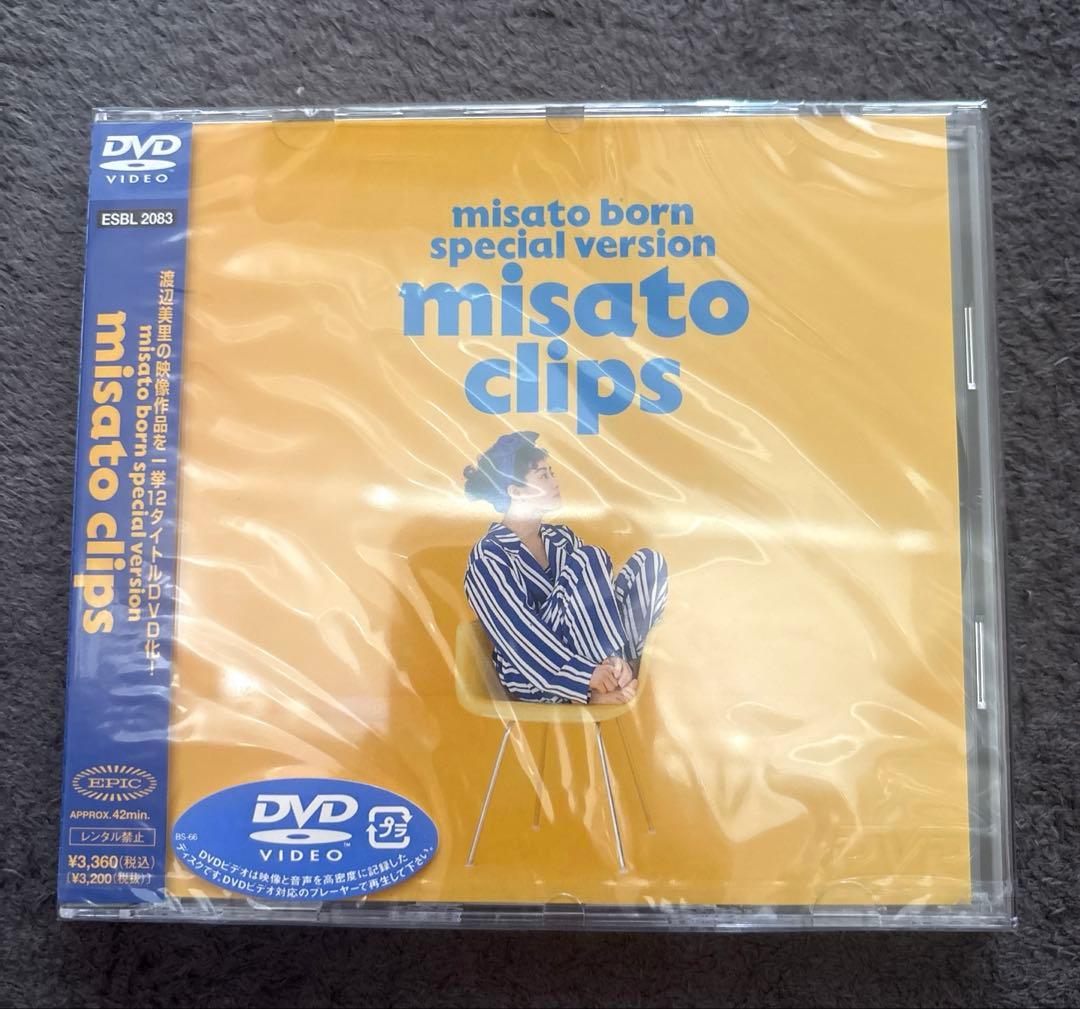 DVD
VIDEO
ESBL 2083
渡辺美里の映像作品を一挙12タイトルDVD化!
misato born special version
misato clips
EPIC
APPROX. 42min.
レンタル禁止
¥3,360(税込)
(¥3,200(税抜))
misato born
special version
misato
clips
BS-66
DVD
VIDEO™
プラ
DVDビデオは映像と音声を高密度に記録した
ディスクです。DVDビデオ対応のプレーヤーで再生して下さい。